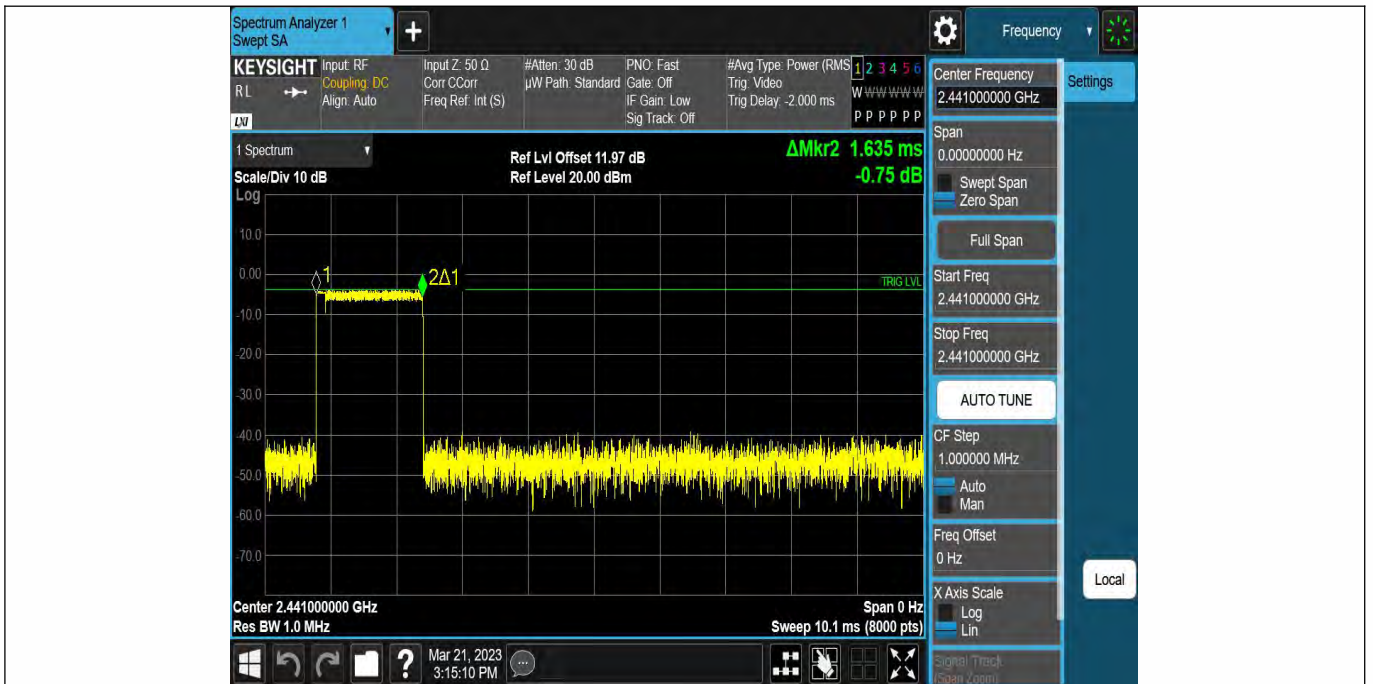 Spectrum Analyzer 1
Swept SA
+
Frequency
KEYSIGHT
RL
LXI
Input: RF
Coupling: DC
Align: Auto
Input Z: 50 Ω
Corr CCorr
Freq Ref: Int (S)
#Atten: 30 dB
µW Path: Standard
PNO: Fast
Gate: Off
IF Gain: Low
Sig Track: Off
#Avg Type: Power (RMS
Trig: Video
Trig Delay: -2.000 ms
1 2 3 4 5 6
W W W W W W
P P P P P P
1 Spectrum
Scale/Div 10 dB
Log
Ref Lvl Offset 11.97 dB
Ref Level 20.00 dBm
ΔMkr2 1.635 ms
-0.75 dB
10.0
0.00
1
2Δ1
TRIG LVL
-10.0
-20.0
-30.0
-40.0
-50.0
-60.0
-70.0
Center 2.441000000 GHz
Res BW 1.0 MHz
Span 0 Hz
Sweep 10.1 ms (8000 pts)
Mar 21, 2023
3:15:10 PM
?
Center Frequency
2.441000000 GHz
Settings
Span
0.00000000 Hz
Swept Span
Zero Span
Full Span
Start Freq
2.441000000 GHz
Stop Freq
2.441000000 GHz
AUTO TUNE
CF Step
1.000000 MHz
Auto
Man
Freq Offset
0 Hz
X Axis Scale
Log
Lin
Signal Track
(Span Zoom)
Local